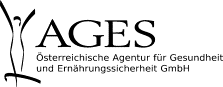 AGES
Österreichische Agentur für Gesundheit
und Ernährungssicherheit GmbH